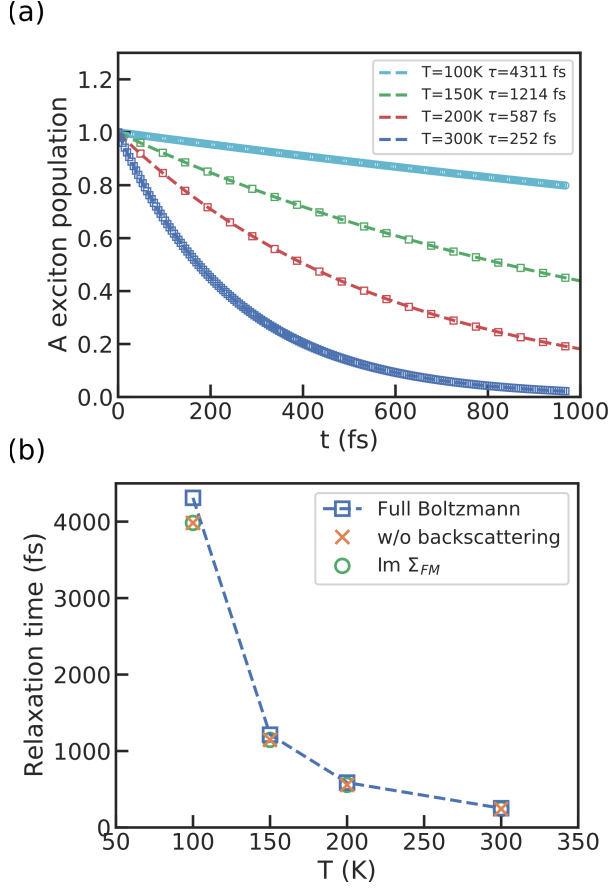 (a)
1.2
1.0
0.8
0.6
0.4
0.2
0.0
A exciton population
T=100K τ=4311 fs
T=150K τ=1214 fs
T=200K τ=587 fs
T=300K τ=252 fs
0 200 400 600 800 1000
t (fs)
(b)
4000
3000
2000
1000
0
Relaxation time (fs)
Full Boltzmann
w/o backscattering
Im Σ_FM
50 100 150 200 250 300 350
T (K)